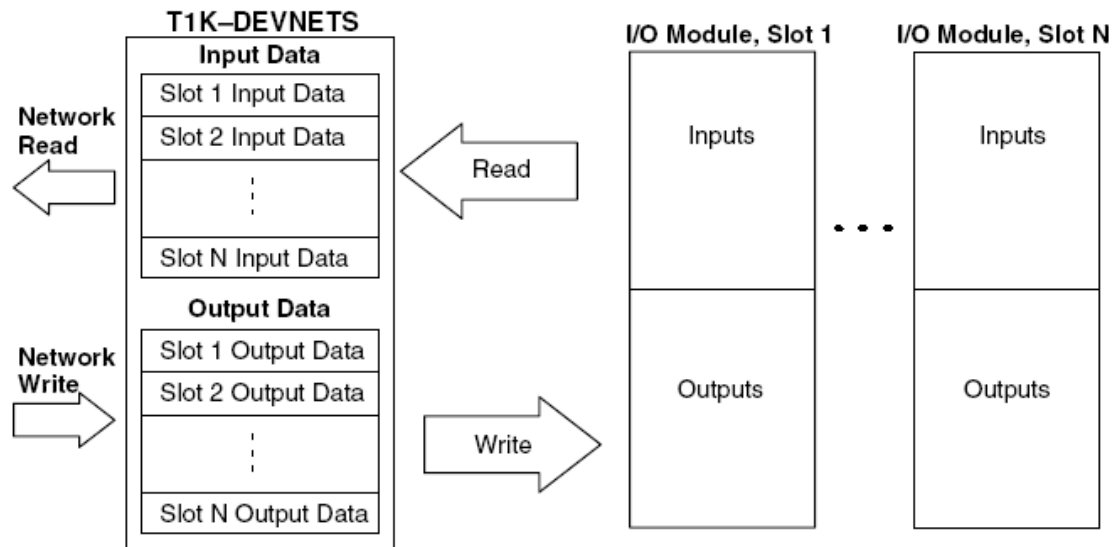 T1K–DEVNETS
Input Data
Slot 1 Input Data
Slot 2 Input Data
Slot N Input Data
Output Data
Slot 1 Output Data
Slot 2 Output Data
Slot N Output Data
Network
Read
Network
Write
Read
Write
I/O Module, Slot 1
Inputs
Outputs
I/O Module, Slot N
Inputs
Outputs